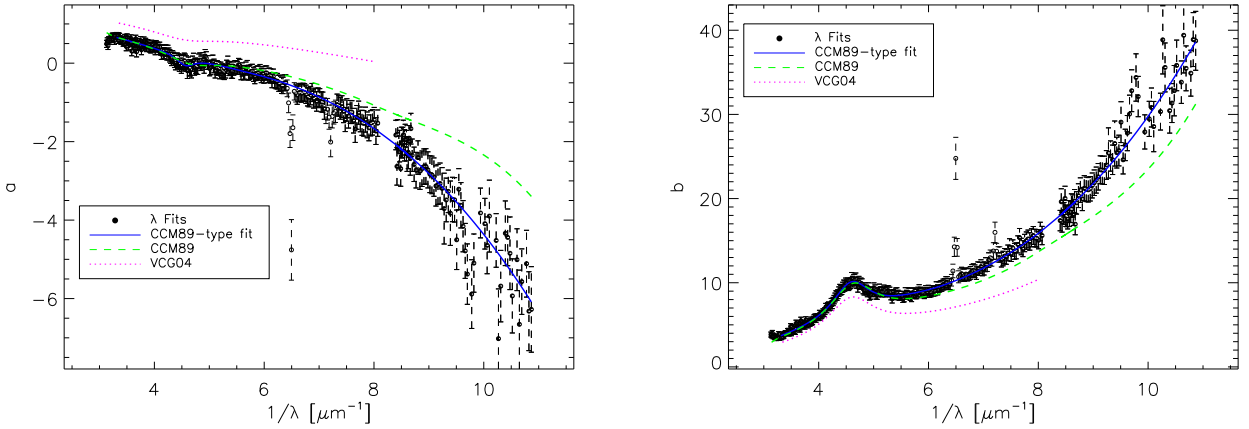 0
−2
−4
−6
a
λ Fits
CCM89−type fit
CCM89
VCG04
4
6
8
10
1/λ [μm⁻¹]
40
30
20
10
0
b
λ Fits
CCM89−type fit
CCM89
VCG04
4
6
8
10
1/λ [μm⁻¹]